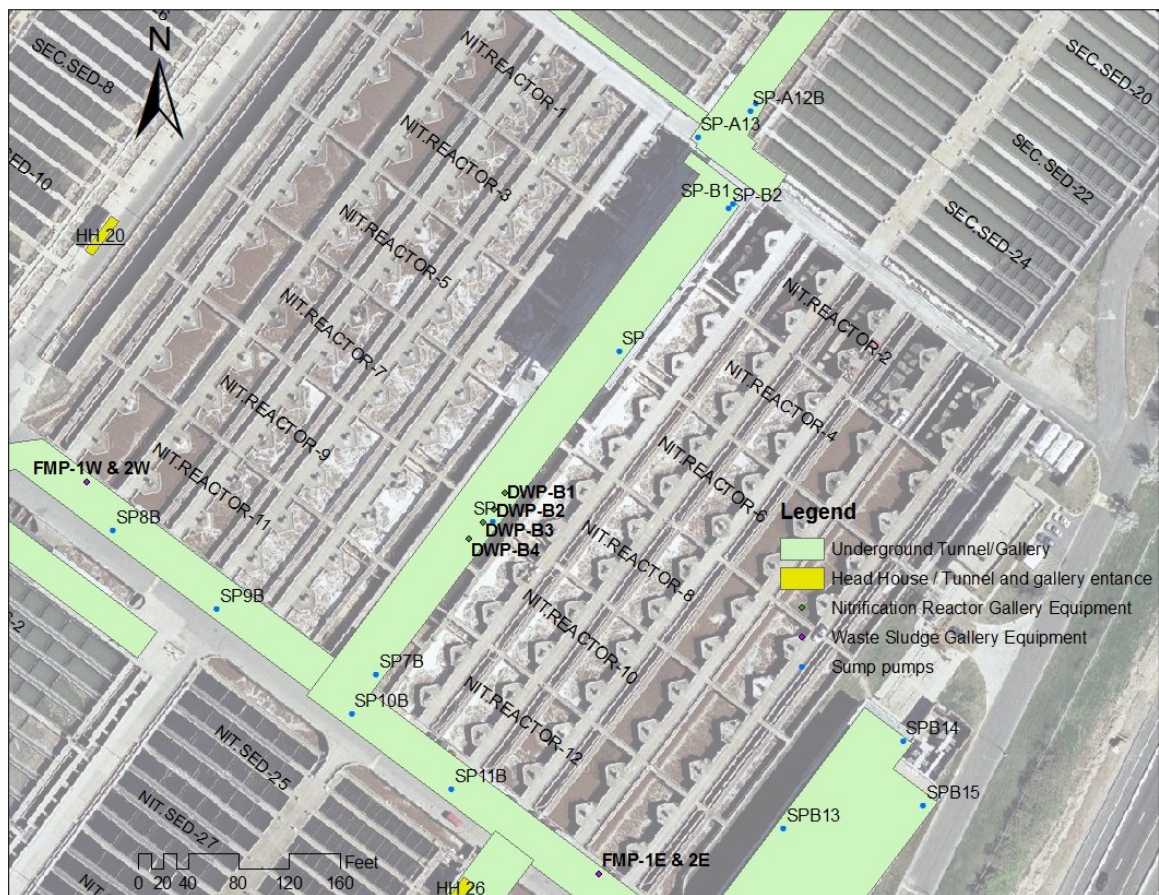 N
SEC.SED-8
SEC.SED-10
HH 20
NIT.REACTOR-1
NIT.REACTOR-3
NIT.REACTOR-5
NIT.REACTOR-7
NIT.REACTOR-9
NIT.REACTOR-11
SP-A12B
SP-A13
SEC.SED-20
SEC.SED-22
SEC.SED-24
SP-B1
SP-B2
SP
NIT.REACTOR-2
NIT.REACTOR-4
NIT.REACTOR-6
NIT.REACTOR-8
NIT.REACTOR-10
NIT.REACTOR-12
FMP-1W & 2W
SP8B
SP9B
DWP-B1
SP
DWP-B2
DWP-B3
DWP-B4
Legend
Underground Tunnel/Gallery
Head House / Tunnel and gallery entance
Nitrification Reactor Gallery Equipment
Waste Sludge Gallery Equipment
Sump pumps
SP7B
SP10B
SP11B
SPB14
SPB15
SPB13
NIT.SED-25
NIT.SED-27
NIT
FMP-1E & 2E
HH 26
Feet
0 20 40 80 120 160